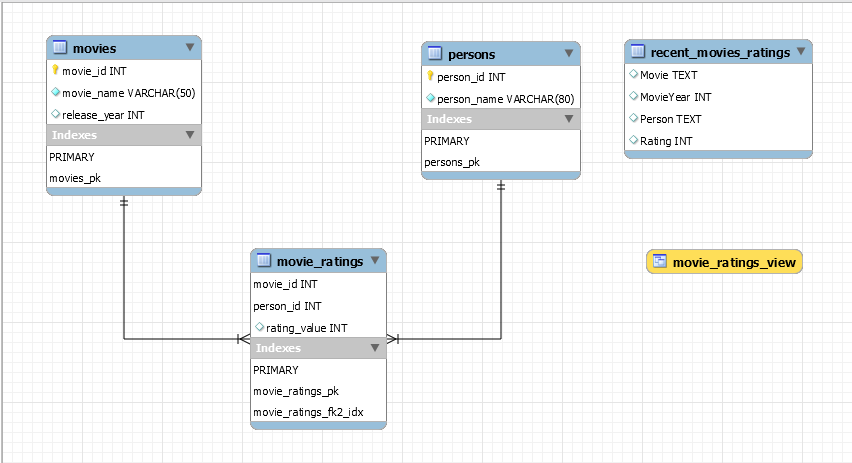 movies
movie_id INT
movie_name VARCHAR(50)
release_year INT
Indexes
PRIMARY
movies_pk
persons
person_id INT
person_name VARCHAR(80)
Indexes
PRIMARY
persons_pk
recent_movies_ratings
Movie TEXT
MovieYear INT
Person TEXT
Rating INT
movie_ratings
movie_id INT
person_id INT
rating_value INT
Indexes
PRIMARY
movie_ratings_pk
movie_ratings_fk2_idx
movie_ratings_view